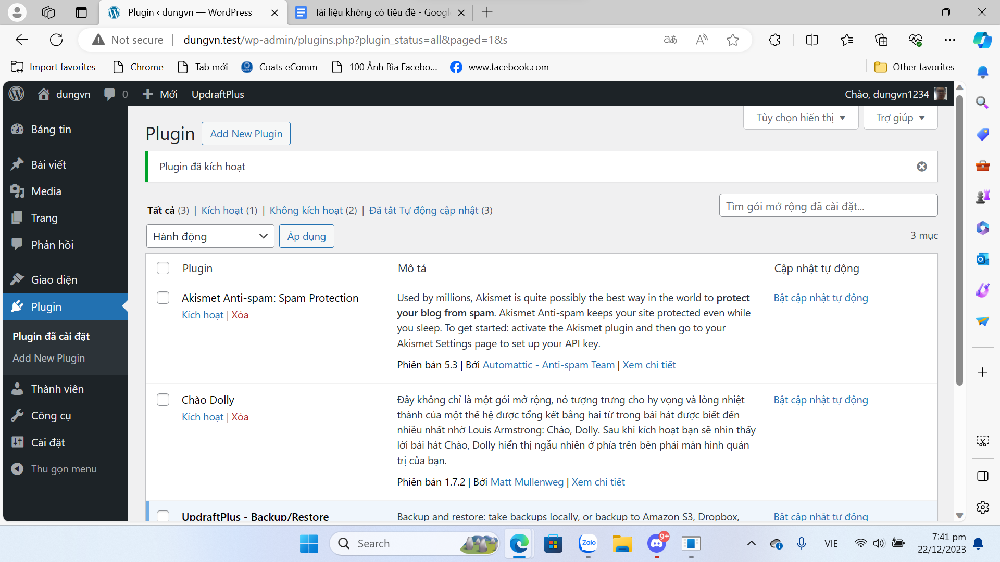 Plugin ‹ dungvn — WordPress
Tài liệu không có tiêu đề - Googl
Not secure
dungvn.test/wp-admin/plugins.php?plugin_status=all&paged=1&s
Import favorites
Chrome
Tab mới
Coats eComm
100 Ảnh Bìa Facebo...
www.facebook.com
Other favorites
dungvn
0
Mới
UpdraftPlus
Chào, dungvn1234
Tùy chọn hiển thị
Trợ giúp
Bảng tin
Bài viết
Media
Trang
Phản hồi
Giao diện
Plugin
Plugin đã cài đặt
Add New Plugin
Thành viên
Công cụ
Cài đặt
Thu gọn menu
Plugin
Add New Plugin
Plugin đã kích hoạt
Tất cả (3) | Kích hoạt (1) | Không kích hoạt (2) | Đã tắt Tự động cập nhật (3)
Tìm gói mở rộng đã cài đặt...
Hành động
Áp dụng
3 mục
Plugin
Mô tả
Cập nhật tự động
Akismet Anti-spam: Spam Protection
Kích hoạt | Xóa
Used by millions, Akismet is quite possibly the best way in the world to protect
your blog from spam. Akismet Anti-spam keeps your site protected even while
you sleep. To get started: activate the Akismet plugin and then go to your
Akismet Settings page to set up your API key.
Phiên bản 5.3 | Bởi Automattic - Anti-spam Team | Xem chi tiết
Bật cập nhật tự động
Chào Dolly
Kích hoạt | Xóa
Đây không chỉ là một gói mở rộng, nó tượng trưng cho hy vọng và lòng nhiệt
thành của một thế hệ được tổng kết bằng hai từ trong bài hát được biết đến
nhiều nhất nhờ Louis Armstrong: Chào, Dolly. Sau khi kích hoạt bạn sẽ nhìn thấy
lời bài hát Chào, Dolly hiển thị ngẫu nhiên ở phía trên bên phải màn hình quản
trị của bạn.
Phiên bản 1.7.2 | Bởi Matt Mullenweg | Xem chi tiết
Bật cập nhật tự động
UpdraftPlus - Backup/Restore
Backup and restore: take backups locally, or backup to Amazon S3, Dropbox,
Bật cập nhật tự động
Search
Zalo
9+
VIE
7:41 pm
22/12/2023